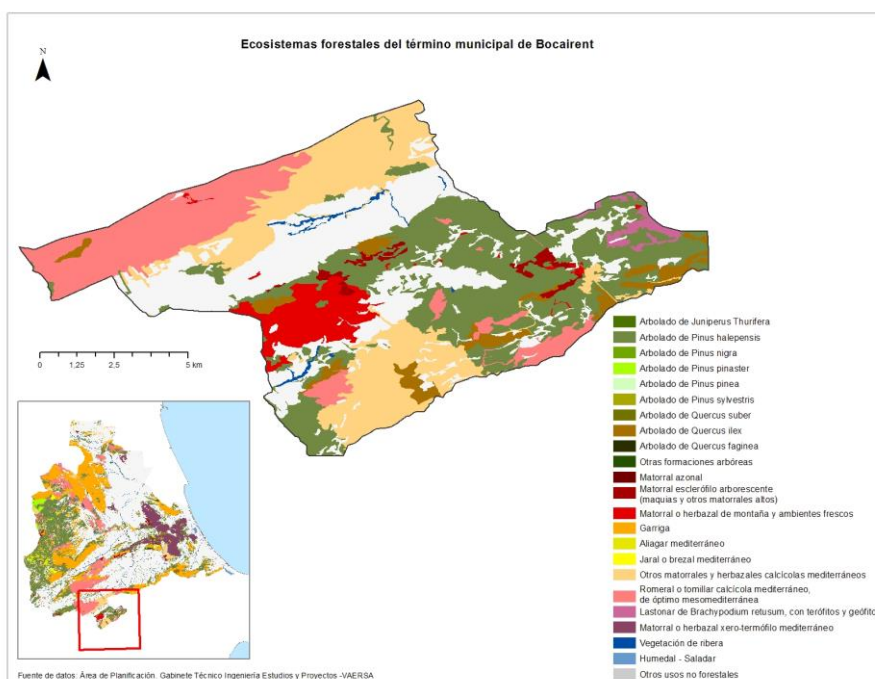 Ecosistemas forestales del término municipal de Bocairent
N
0 1,25 2,5 5 km
Arbolado de Juniperus Thurifera
Arbolado de Pinus halepensis
Arbolado de Pinus nigra
Arbolado de Pinus pinaster
Arbolado de Pinus pinea
Arbolado de Pinus sylvestris
Arbolado de Quercus suber
Arbolado de Quercus ilex
Arbolado de Quercus faginea
Otras formaciones arbóreas
Matorral azonal
Matorral esclerófilo arborescente
(maquias y otros matorrales altos)
Matorral o herbazal de montaña y ambientes frescos
Garriga
Aliagar mediterráneo
Jaral o brezal mediterráneo
Otros matorrales y herbazales calcícolas mediterráneos
Romeral o tomillar calcícola mediterráneo,
de óptimo mesomediterránea
Lastonar de Brachypodium retusum, con terófitos y geófito
Matorral o herbazal xero-termófilo mediterráneo
Vegetación de ribera
Humedal - Saladar
Otros usos no forestales
Fuente de datos: Área de Planificación. Gabinete Técnico Ingeniería Estudios y Proyectos -VAERSA